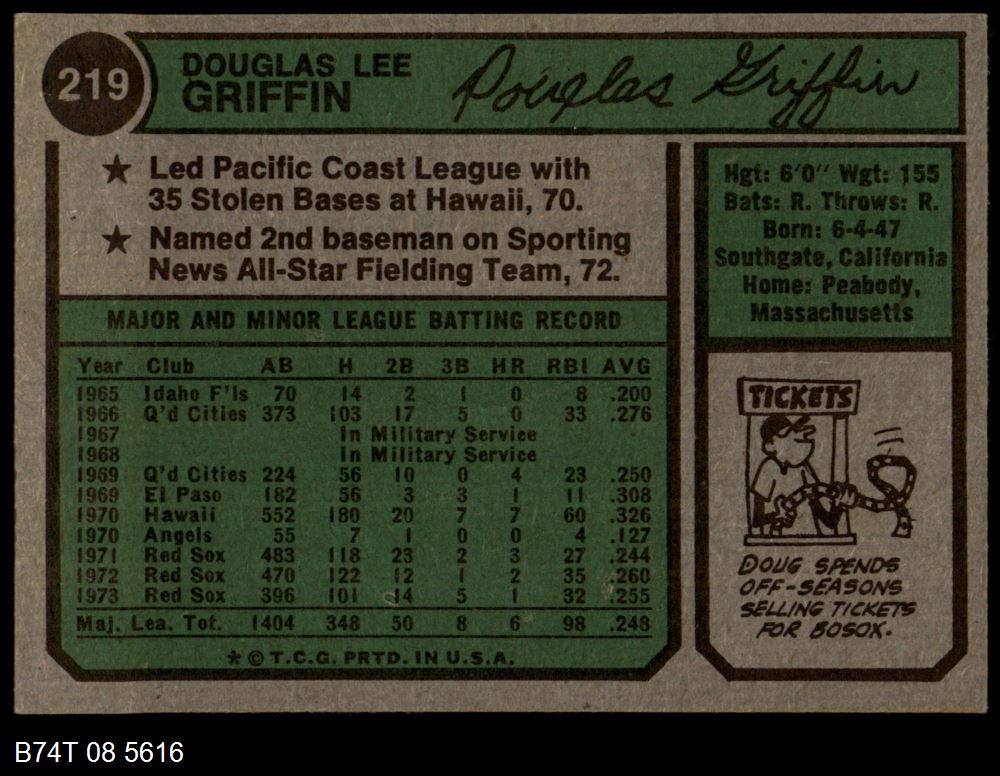 219
DOUGLAS LEE
GRIFFIN
Douglas Griffin
★ Led Pacific Coast League with
35 Stolen Bases at Hawaii, 70.
★ Named 2nd baseman on Sporting
News All-Star Fielding Team, 72.
MAJOR AND MINOR LEAGUE BATTING RECORD
Year Club AB H 2B 3B HR RBI AVG
1965 Idaho F'ls 70 14 2 1 0 8 .200
1966 Q'd Cities 373 103 17 5 0 33 .276
1967 In Military Service
1968 In Military Service
1969 Q'd Cities 224 56 10 0 4 23 .250
1969 El Paso 182 56 3 3 1 11 .308
1970 Hawaii 552 180 20 7 7 60 .326
1970 Angels 55 7 1 0 0 4 .127
1971 Red Sox 483 118 23 2 3 27 .244
1972 Red Sox 470 122 12 1 2 35 .260
1973 Red Sox 396 101 14 5 1 32 .255
Maj. Lea. Tot. 1404 348 50 8 6 98 .248
* © T.C.G. PRTD. IN U.S.A.
Hgt: 6'0" Wgt: 155
Bats: R. Throws: R.
Born: 6-4-47
Southgate, California
Home: Peabody,
Massachusetts
TICKETS
DOUG SPENDS
OFF-SEASONS
SELLING TICKETS
FOR BOSOX.
B74T 08 5616